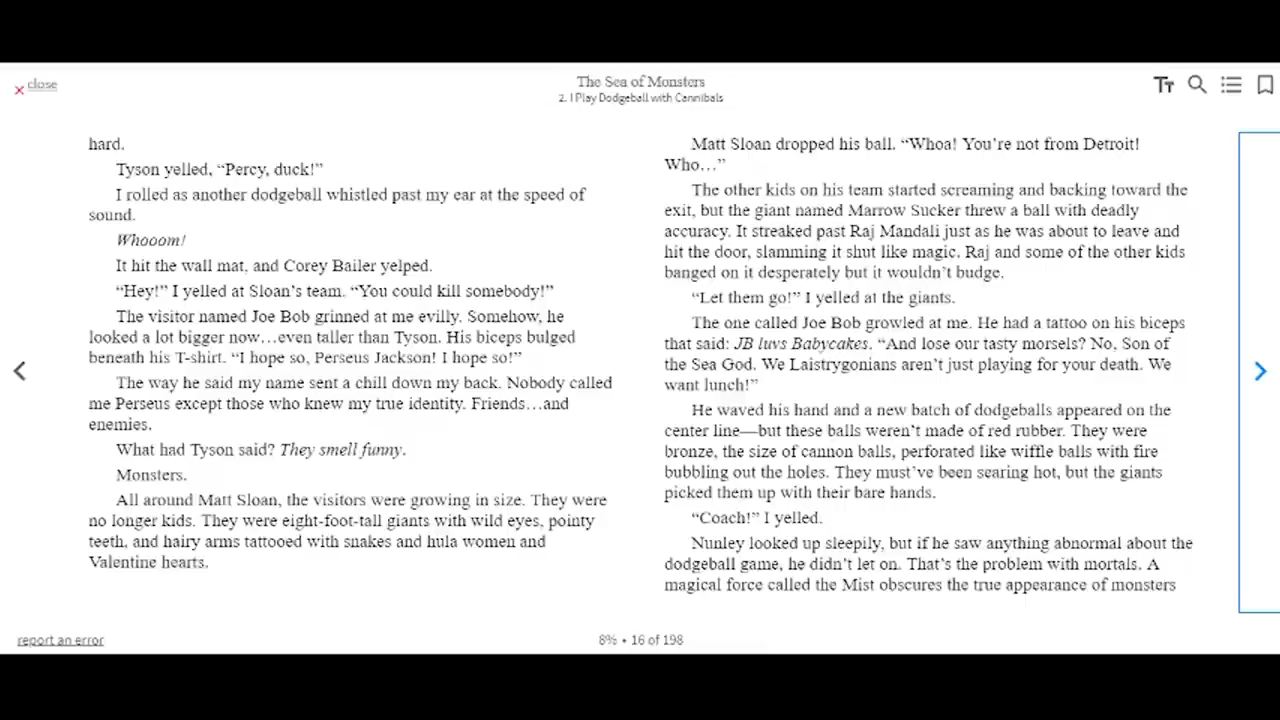 close
The Sea of Monsters
2. I Play Dodgeball with Cannibals
hard.
Tyson yelled, “Percy, duck!”
I rolled as another dodgeball whistled past my ear at the speed of
sound.
Whooom!
It hit the wall mat, and Corey Bailer yelped.
“Hey!” I yelled at Sloan’s team. “You could kill somebody!”
The visitor named Joe Bob grinned at me evilly. Somehow, he
looked a lot bigger now…even taller than Tyson. His biceps bulged
beneath his T-shirt. “I hope so, Perseus Jackson! I hope so!”
The way he said my name sent a chill down my back. Nobody called
me Perseus except those who knew my true identity. Friends…and
enemies.
What had Tyson said? They smell funny.
Monsters.
All around Matt Sloan, the visitors were growing in size. They were
no longer kids. They were eight-foot-tall giants with wild eyes, pointy
teeth, and hairy arms tattooed with snakes and hula women and
Valentine hearts.
Matt Sloan dropped his ball. “Whoa! You’re not from Detroit!
Who…”
The other kids on his team started screaming and backing toward the
exit, but the giant named Marrow Sucker threw a ball with deadly
accuracy. It streaked past Raj Mandali just as he was about to leave and
hit the door, slamming it shut like magic. Raj and some of the other kids
banged on it desperately but it wouldn’t budge.
“Let them go!” I yelled at the giants.
The one called Joe Bob growled at me. He had a tattoo on his biceps
that said: JB luvs Babycakes. “And lose our tasty morsels? No, Son of
the Sea God. We Laistrygonians aren’t just playing for your death. We
want lunch!”
He waved his hand and a new batch of dodgeballs appeared on the
center line—but these balls weren’t made of red rubber. They were
bronze, the size of cannon balls, perforated like wiffle balls with fire
bubbling out the holes. They must’ve been searing hot, but the giants
picked them up with their bare hands.
“Coach!” I yelled.
Nunley looked up sleepily, but if he saw anything abnormal about the
dodgeball game, he didn’t let on. That’s the problem with mortals. A
magical force called the Mist obscures the true appearance of monsters
report an error
8% • 16 of 198